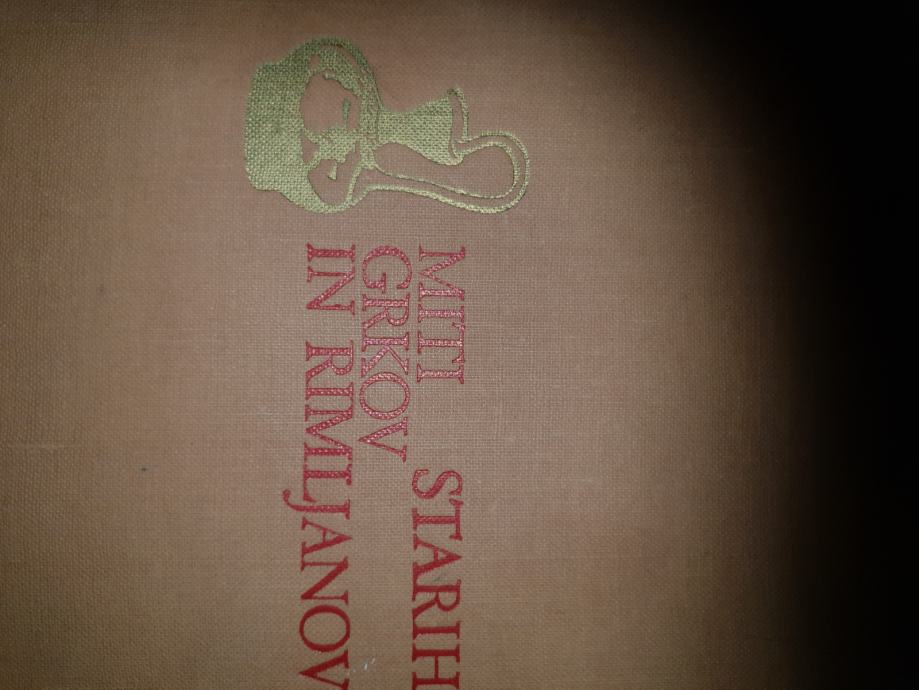 MITI STARIH
GRKOV
IN RIMLJANOV